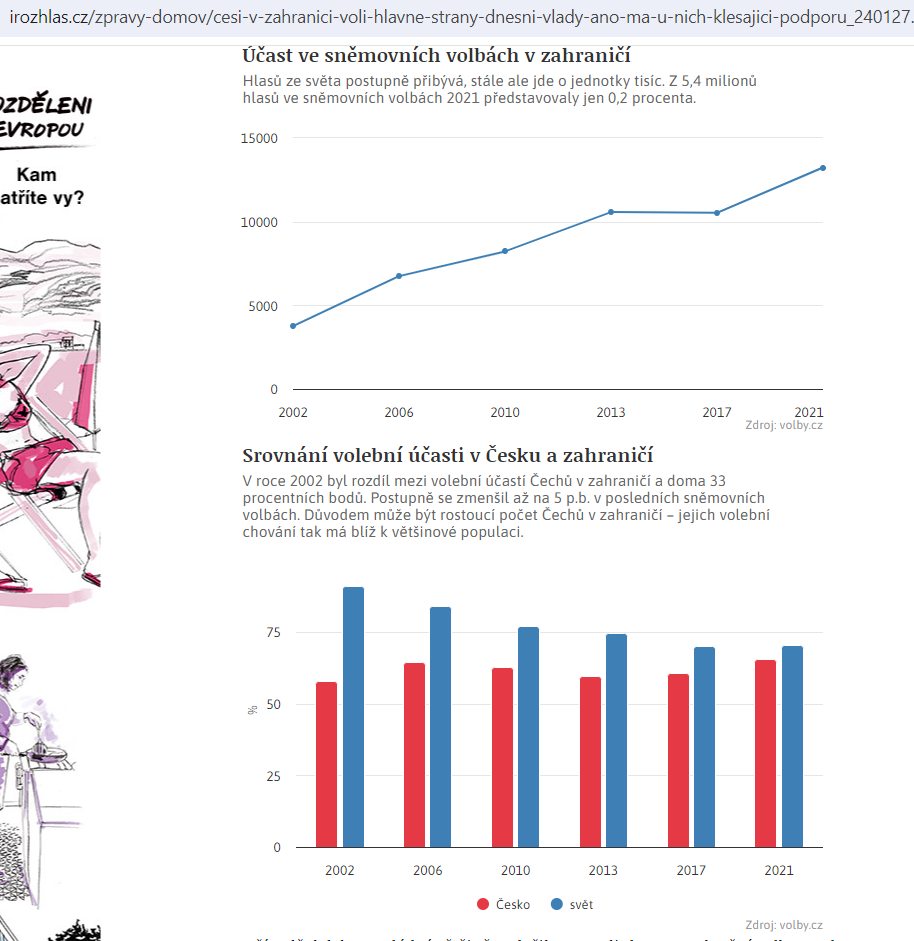 irozhlas.cz/zpravy-domov/cesi-v-zahranici-voli-hlavne-strany-dnesni-vlady-ano-ma-u-nich-klesajici-podporu_240127.
OZDĚLENI
EVROPOU
Kam
atříte vy?
Účast ve sněmovních volbách v zahraničí
Hlasů ze světa postupně přibývá, stále ale jde o jednotky tisíc. Z 5,4 milionů
hlasů ve sněmovních volbách 2021 představovaly jen 0,2 procenta.
15000
10000
5000
0
2002 2006 2010 2013 2017 2021
Zdroj: volby.cz
Srovnání volební účasti v Česku a zahraničí
V roce 2002 byl rozdíl mezi volební účastí Čechů v zahraničí a doma 33
procentních bodů. Postupně se zmenšil až na 5 p.b. v posledních sněmovních
volbách. Důvodem může být rostoucí počet Čechů v zahraničí – jejich volební
chování tak má blíž k většinové populaci.
75
50
%
25
0
2002 2006 2010 2013 2017 2021
Česko svět
Zdroj: volby.cz